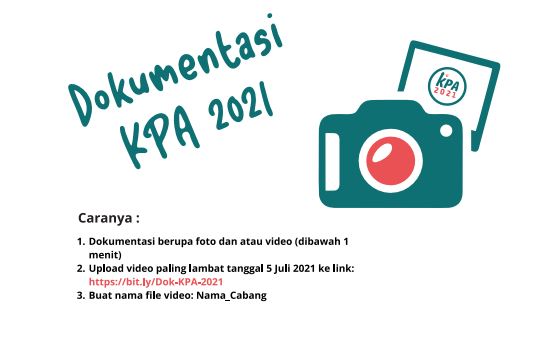 Dokumentasi
KPA 2021
KPA
2021
Caranya :
1. Dokumentasi berupa foto dan atau video (dibawah 1
menit)
2. Upload video paling lambat tanggal 5 Juli 2021 ke link:
https://bit.ly/Dok-KPA-2021
3. Buat nama file video: Nama_Cabang